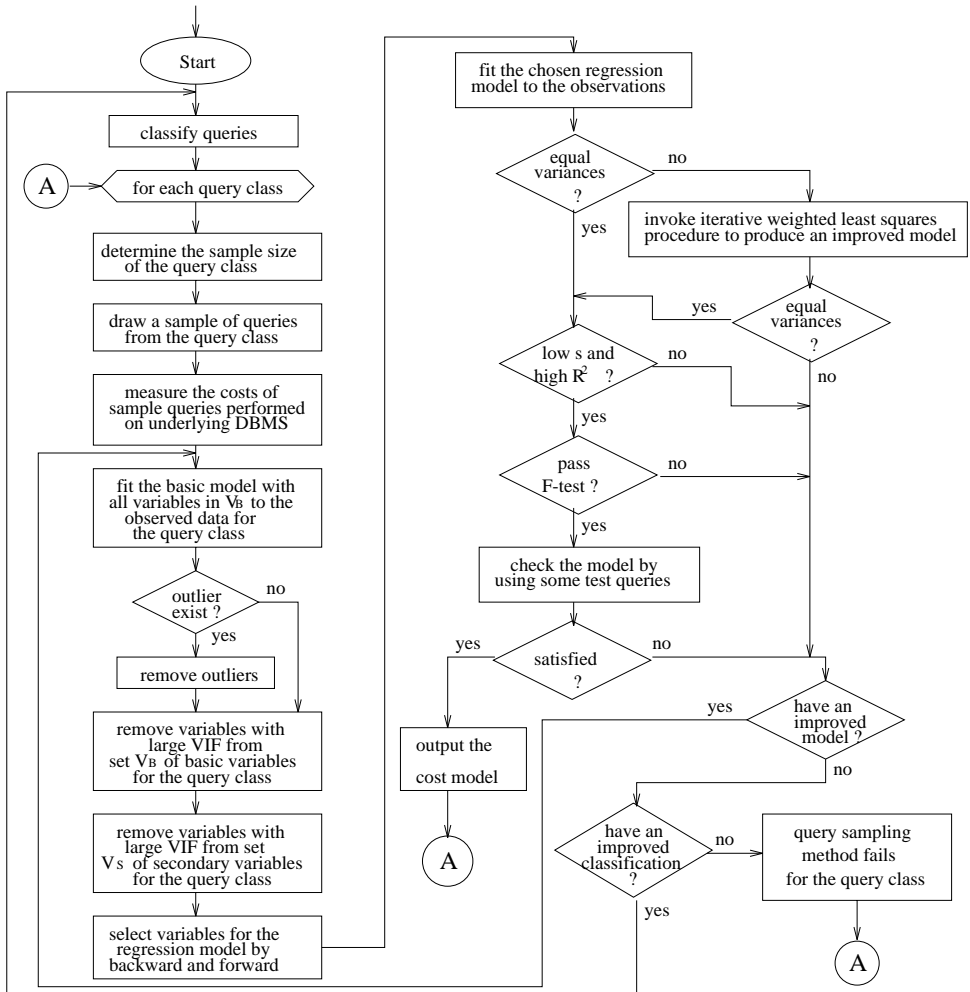 Start
classify queries
A
for each query class
determine the sample size
of the query class
draw a sample of queries
from the query class
measure the costs of
sample queries performed
on underlying DBMS
fit the basic model with
all variables in VB to the
observed data for
the query class
outlier
exist ?
no
yes
remove outliers
remove variables with
large VIF from
set VB of basic variables
for the query class
remove variables with
large VIF from set
VS of secondary variables
for the query class
select variables for the
regression model by
backward and forward
fit the chosen regression
model to the observations
equal
variances
?
no
yes
invoke iterative weighted least squares
procedure to produce an improved model
equal
variances
?
yes
no
low s and
high R² ?
no
yes
pass
F-test ?
no
yes
check the model by
using some test queries
satisfied
?
yes
no
output the
cost model
A
have an
improved
model ?
yes
no
have an
improved
classification
?
no
yes
query sampling
method fails
for the query class
A